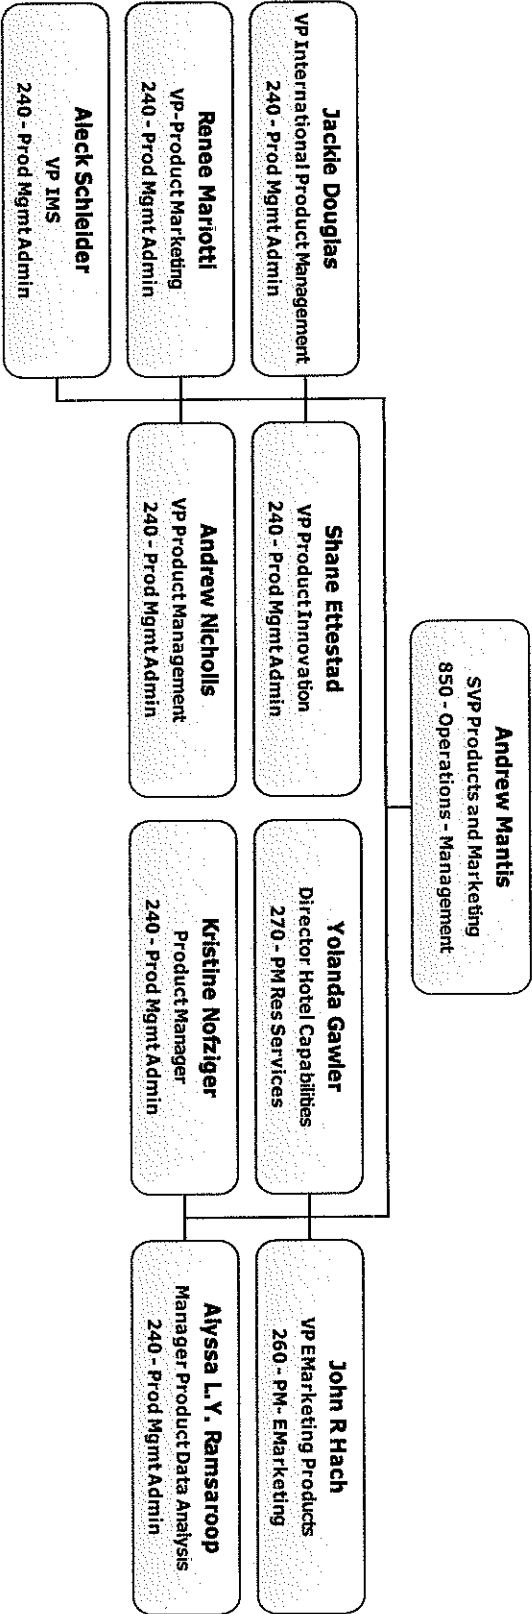 Andrew Mantis
SVP Products and Marketing
850 - Operations - Management
Jackie Douglas
VP International Product Management
240 - Prod Mgmt Admin
Shane Ettestad
VP Product Innovation
240 - Prod Mgmt Admin
Yolanda Gawler
Director Hotel Capabilities
270 - PM Res Services
John R Hach
VP EMarketing Products
260 - PM- EMarketing
Renee Mariotti
VP-Product Marketing
240 - Prod Mgmt Admin
Andrew Nicholls
VP Product Management
240 - Prod Mgmt Admin
Kristine Nofziger
Product Manager
240 - Prod Mgmt Admin
Alyssa L.Y. Ramsaroop
Manager Product Data Analysis
240 - Prod Mgmt Admin
Aleck Schleider
VP IMS
240 - Prod Mgmt Admin